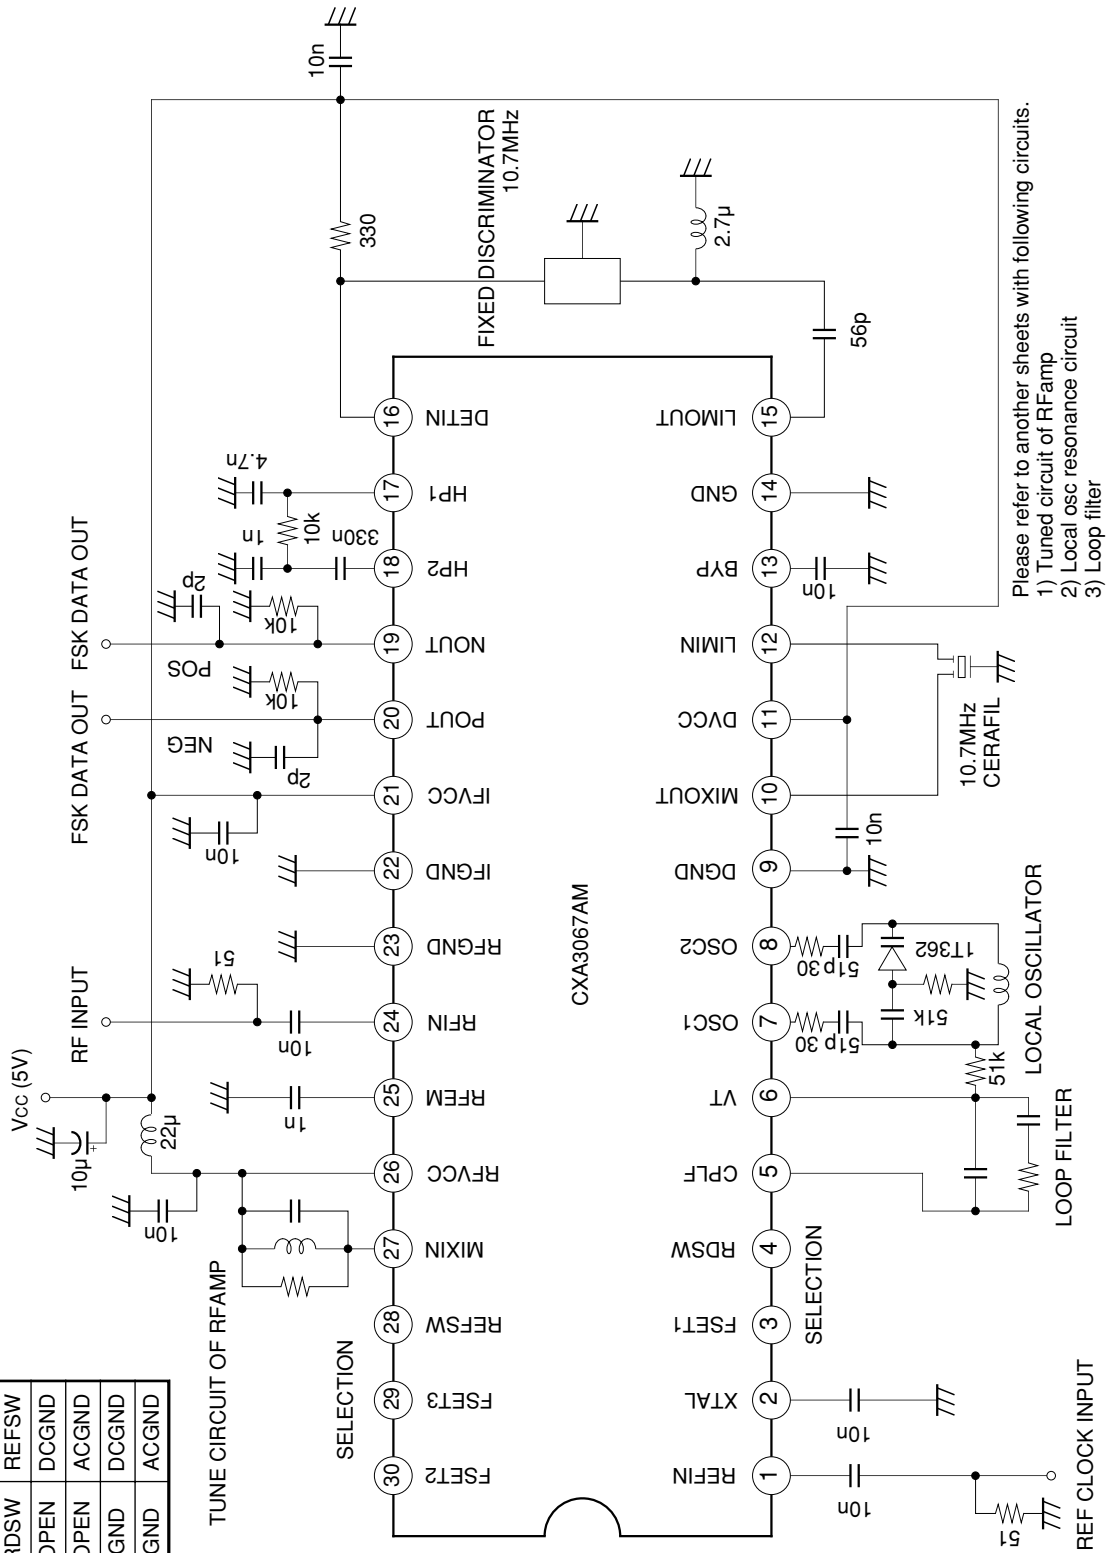 10n
330
FIXED DISCRIMINATOR
10.7MHz
2.7µ
56p
Please refer to another sheets with following circuits.
1) Tuned circuit of RFamp
2) Local osc resonance circuit
3) Loop filter
16 DETIN
LIMOUT 15
4.7n
17 HP1
GND 14
1n
10k
330n
18 HP2
BYP 13
10n
FSK DATA OUT
2p
10k
POS
19 NOUT
LIMIN 12
FSK DATA OUT
NEG
10k
2p
20 POUT
DVCC 11
10.7MHz
CERAFIL
10n
21 IFVCC
MIXOUT 10
10n
22 IFGND
DGND 9
CXA3067AM
23 RFGND
OSC2 8
30
51p
1T362
51k
RF INPUT
51
10n
24 RFIN
OSC1 7
30
51p
LOCAL OSCILLATOR
51k
Vcc (5V)
10µ
+
22µ
1n
25 RFEM
VT 6
10n
26 RFVCC
CPLF 5
LOOP FILTER
TUNE CIRCUIT OF RFAMP
27 MIXIN
RDSW 4
28 REFSW
FSET1 3
SELECTION
SELECTION
29 FSET3
XTAL 2
10n
30 FSET2
REFIN 1
10n
51
REF CLOCK INPUT
REFSW
DCGND
ACGND
DCGND
ACGND